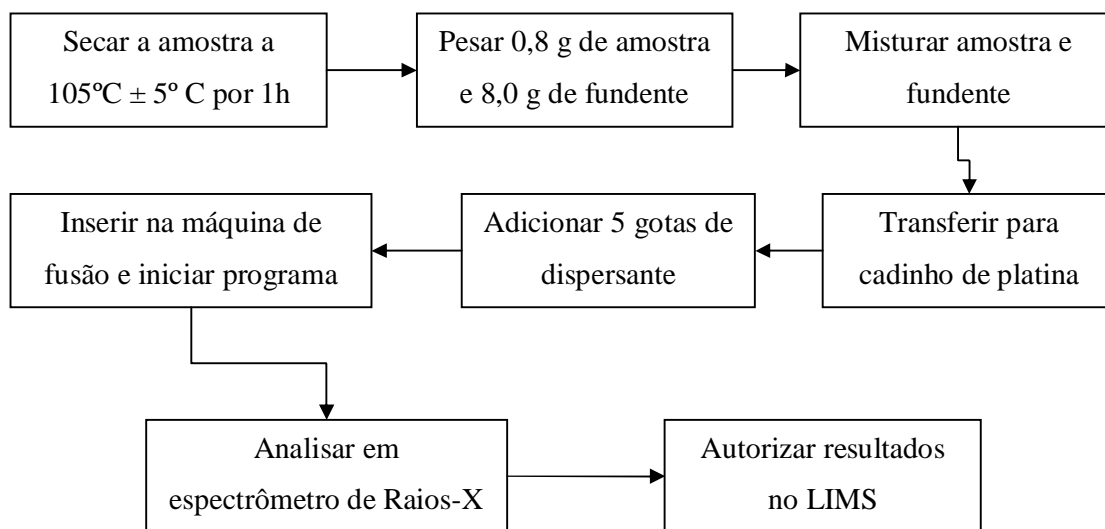 Secar a amostra a
105ºC ± 5º C por 1h
Pesar 0,8 g de amostra
e 8,0 g de fundente
Misturar amostra e
fundente
Transferir para
cadinho de platina
Adicionar 5 gotas de
dispersante
Inserir na máquina de
fusão e iniciar programa
Analisar em
espectrômetro de Raios-X
Autorizar resultados
no LIMS